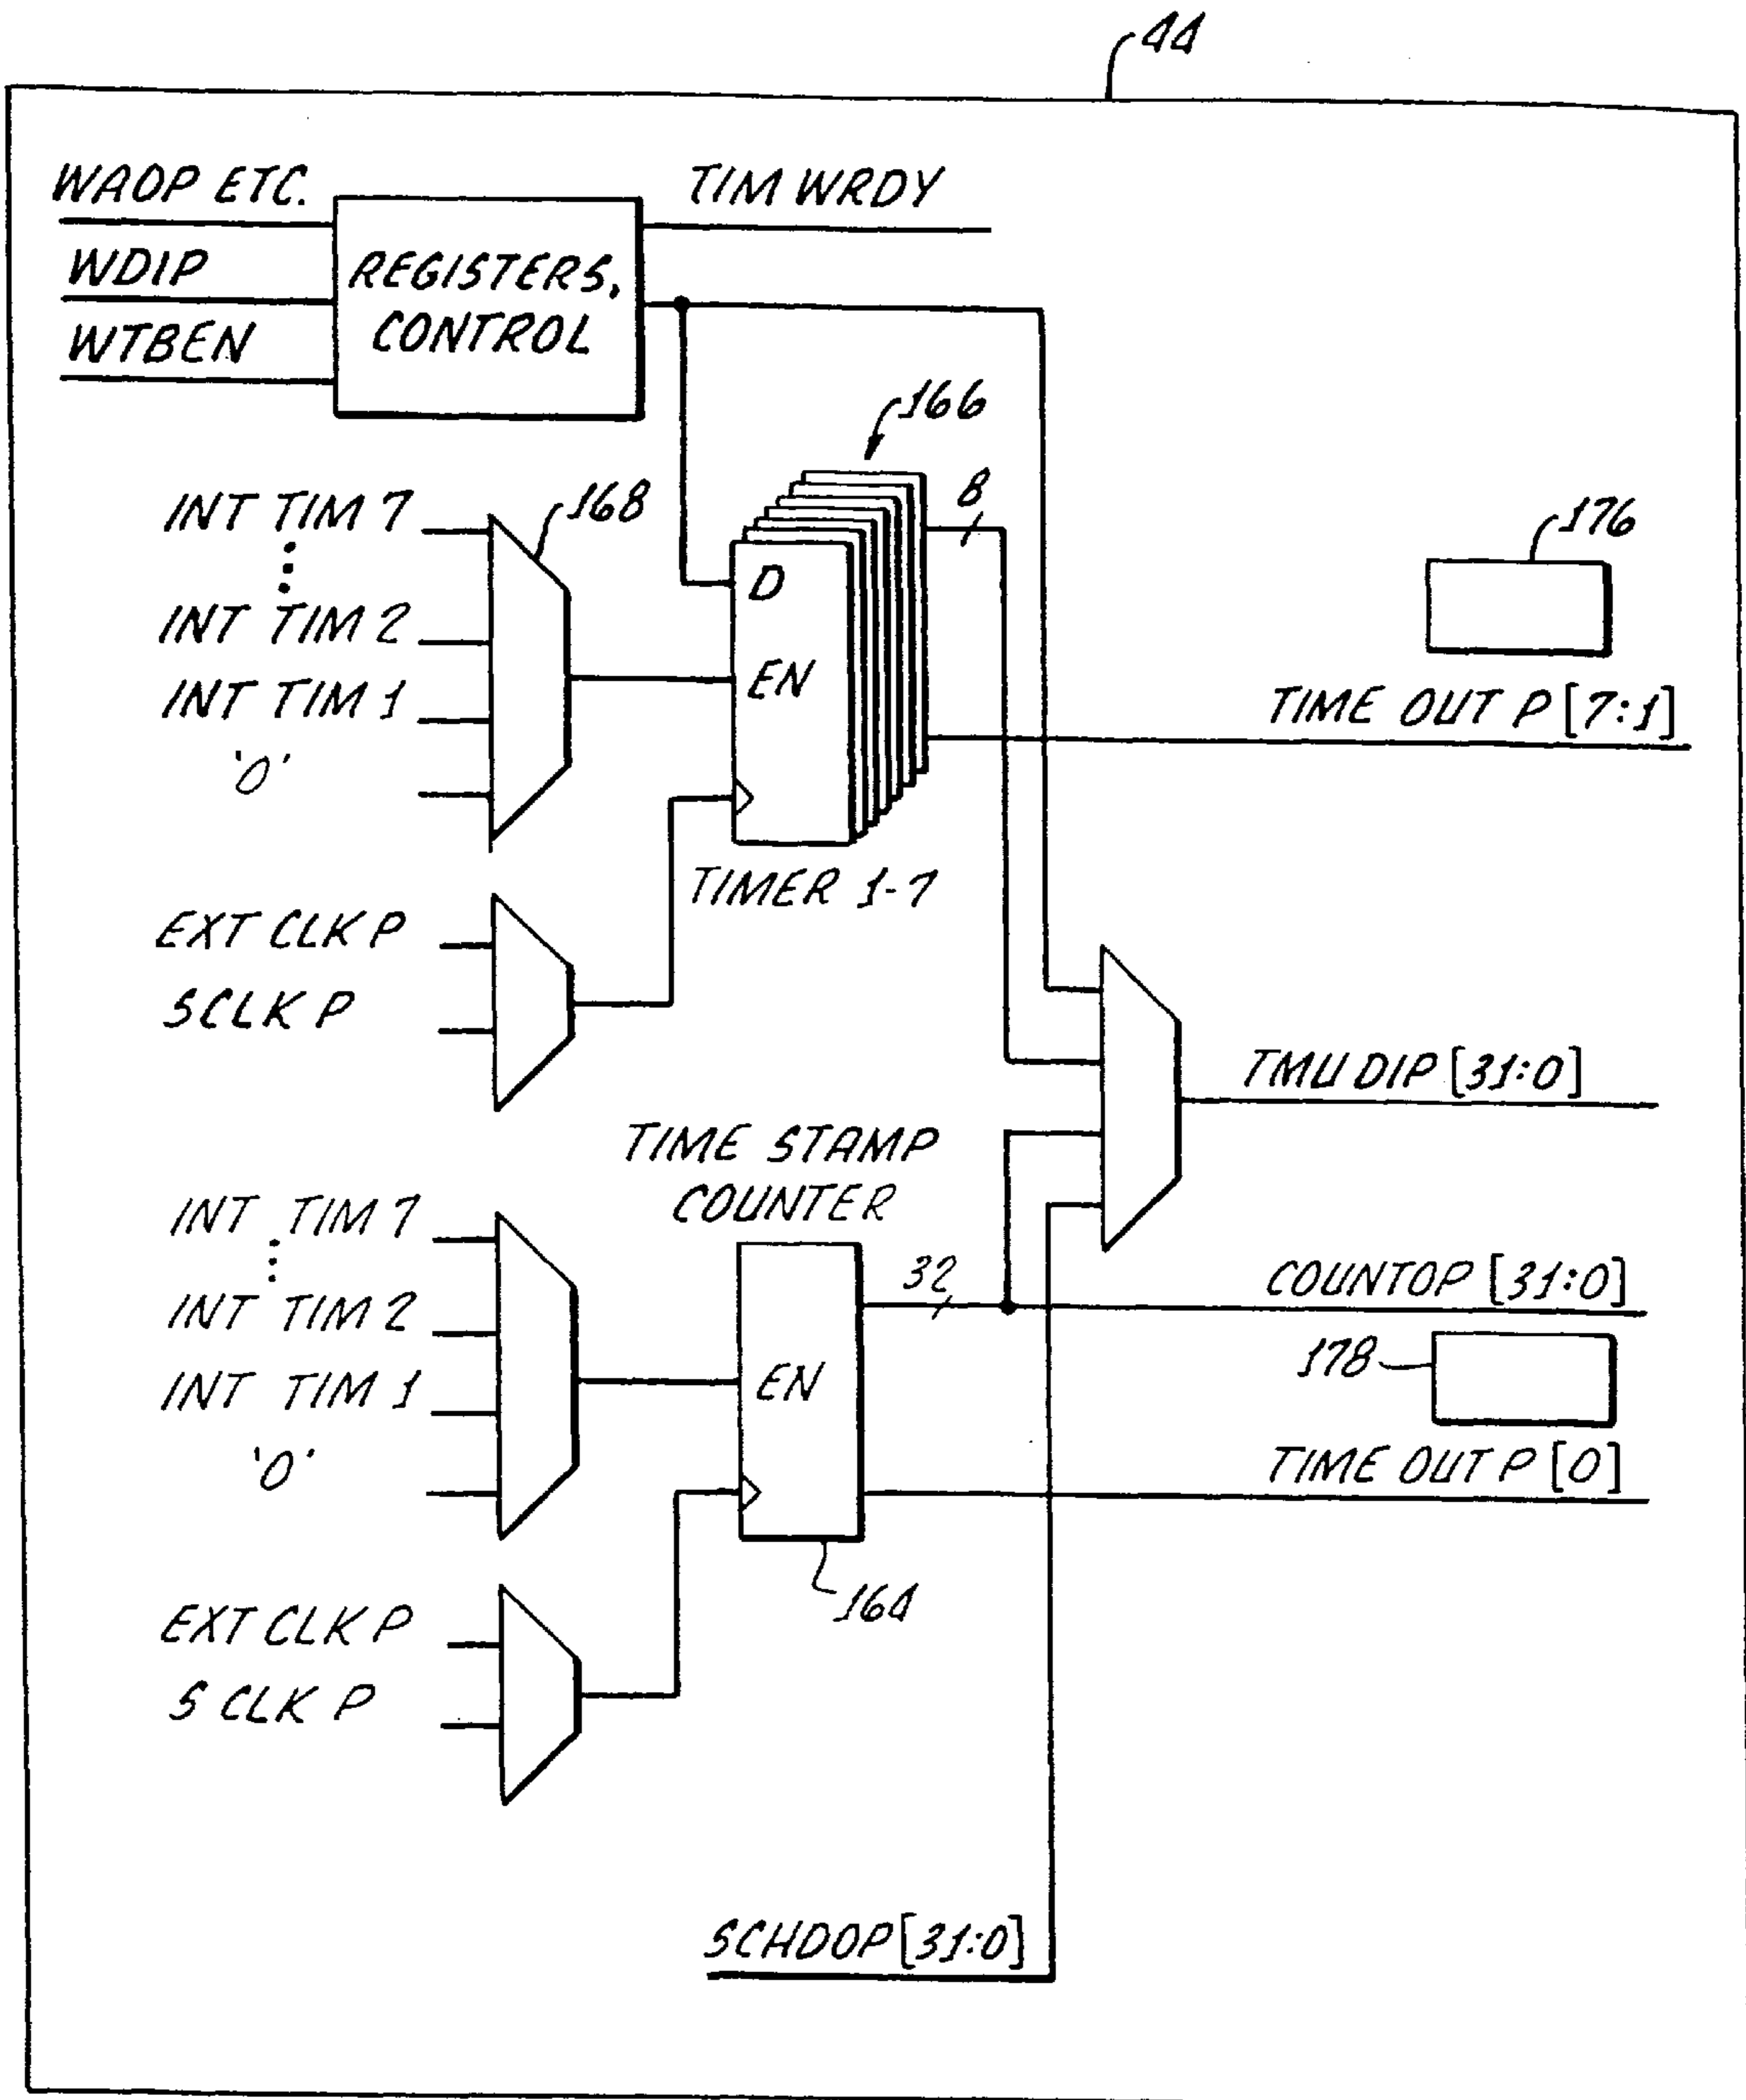 44
WAOP ETC.
TIM WRDY
WDIP
REGISTERS,
CONTROL
WTBEN
166
8
INT TIM 7
168
176
D
INT TIM 2
EN
INT TIM 1
TIME OUT P [7:1]
'0'
TIMER 1-7
EXT CLK P
SCLK P
TMU DIP [31:0]
TIME STAMP
COUNTER
INT TIM 7
32
COUNTOP [31:0]
INT TIM 2
178
EN
INT TIM 1
'0'
TIME OUT P [0]
164
EXT CLK P
S CLK P
SCHDOP [31:0]